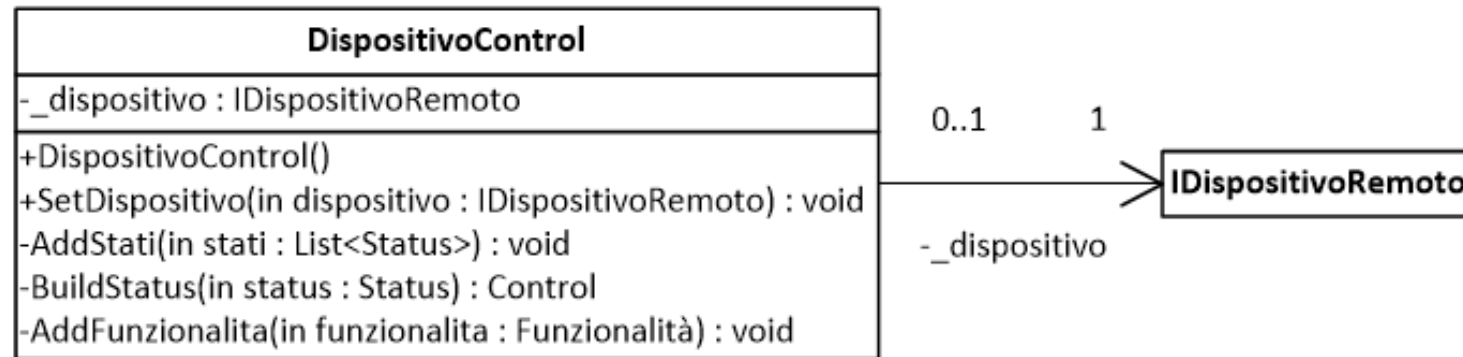 DispositivoControl
-_dispositivo : IDispositivoRemoto
+DispositivoControl()
+SetDispositivo(in dispositivo : IDispositivoRemoto) : void
-AddStati(in stati : List<Status>) : void
-BuildStatus(in status : Status) : Control
-AddFunzionalita(in funzionalita : Funzionalità) : void
0..1 1
-_dispositivo
IDispositivoRemoto